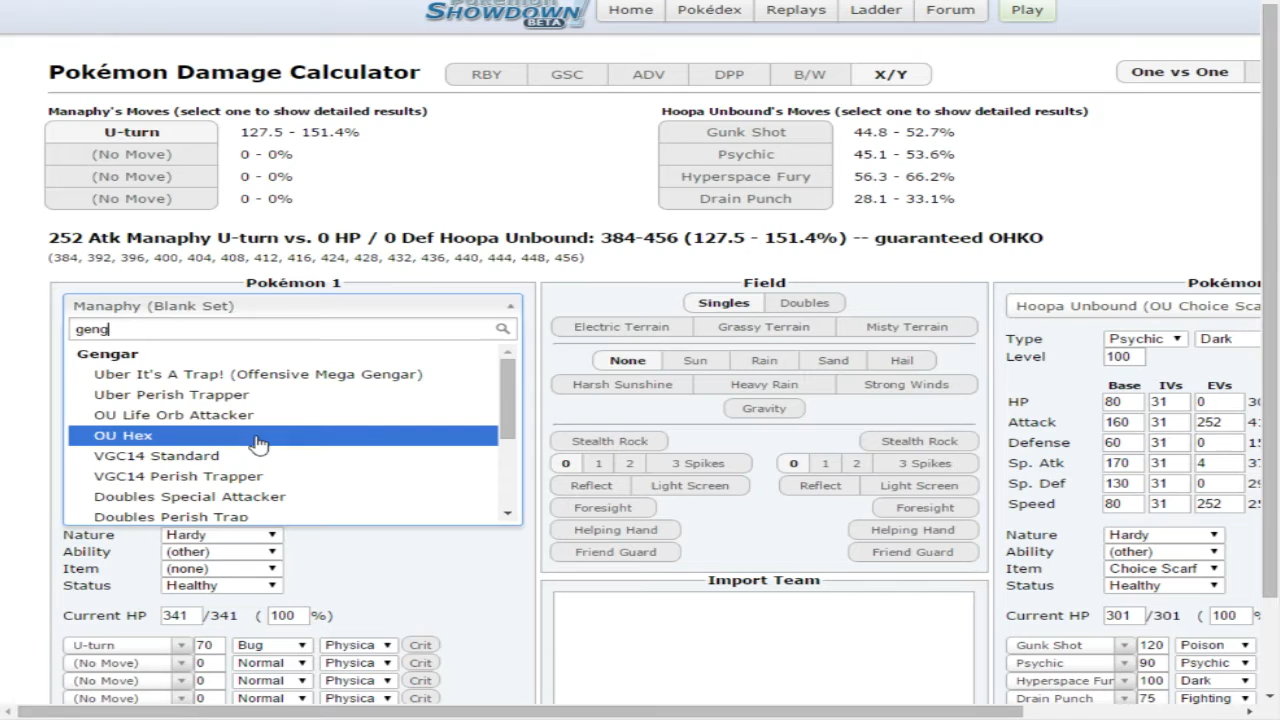 Pokémon
SHOWDOWN
BETA
Home Pokédex Replays Ladder Forum Play
Pokémon Damage Calculator RBY GSC ADV DPP B/W X/Y One vs One
Manaphy's Moves (select one to show detailed results) Hoopa Unbound's Moves (select one to show detailed results)
U-turn 127.5 - 151.4% Gunk Shot 44.8 - 52.7%
(No Move) 0 - 0% Psychic 45.1 - 53.6%
(No Move) 0 - 0% Hyperspace Fury 56.3 - 66.2%
(No Move) 0 - 0% Drain Punch 28.1 - 33.1%
252 Atk Manaphy U-turn vs. 0 HP / 0 Def Hoopa Unbound: 384-456 (127.5 - 151.4%) -- guaranteed OHKO
(384, 392, 396, 400, 404, 408, 412, 416, 424, 428, 432, 436, 440, 444, 448, 456)
Pokémon 1
Manaphy (Blank Set)
geng
Gengar
Uber It's A Trap! (Offensive Mega Gengar)
Uber Perish Trapper
OU Life Orb Attacker
OU Hex
VGC14 Standard
VGC14 Perish Trapper
Doubles Special Attacker
Doubles Perish Trap
Nature Hardy
Ability (other)
Item (none)
Status Healthy
Current HP 341 /341 ( 100 %)
U-turn 70 Bug Physica Crit
(No Move) 0 Normal Physica Crit
(No Move) 0 Normal Physica Crit
(No Move) 0 Normal Physica Crit
Field
Singles Doubles
Electric Terrain Grassy Terrain Misty Terrain
None Sun Rain Sand Hail
Harsh Sunshine Heavy Rain Strong Winds
Gravity
Stealth Rock Stealth Rock
0 1 2 3 Spikes 0 1 2 3 Spikes
Reflect Light Screen Reflect Light Screen
Foresight Foresight
Helping Hand Helping Hand
Friend Guard Friend Guard
Import Team
Pokémo
Hoopa Unbound (OU Choice Sca
Type Psychic Dark
Level 100
Base IVs EVs
HP 80 31 0 30
Attack 160 31 252
Defense 60 31 0
Sp. Atk 170 31 4
Sp. Def 130 31 0
Speed 80 31 252
Nature Hardy
Ability (other)
Item Choice Scarf
Status Healthy
Current HP 301 /301 ( 100
Gunk Shot 120 Poison
Psychic 90 Psychic
Hyperspace Fur 100 Dark
Drain Punch 75 Fighting